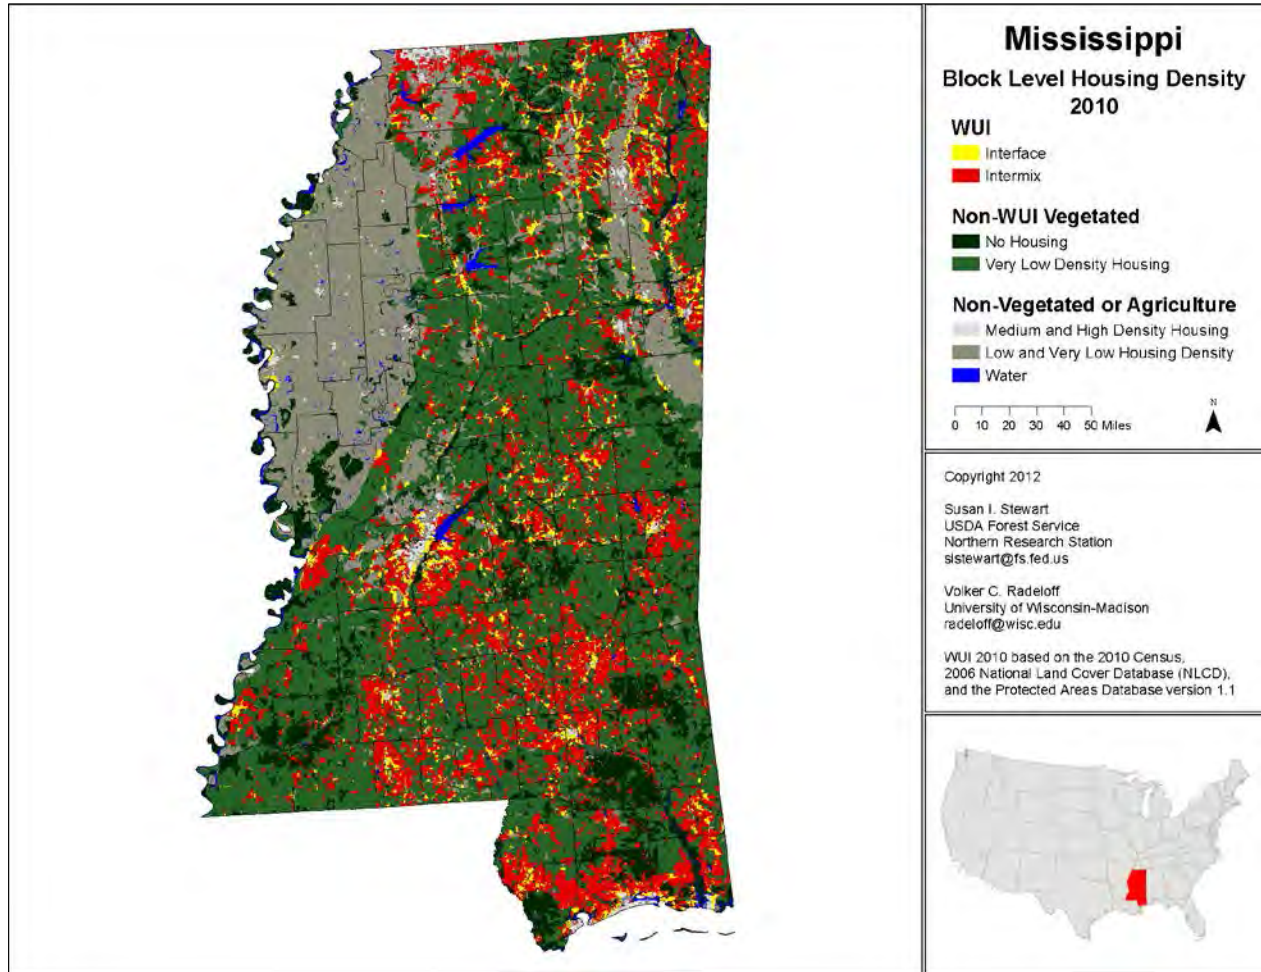 Mississippi
Block Level Housing Density
2010
WUI
Interface
Intermix
Non-WUI Vegetated
No Housing
Very Low Density Housing
Non-Vegetated or Agriculture
Medium and High Density Housing
Low and Very Low Housing Density
Water
N
0 10 20 30 40 50 Miles
Copyright 2012
Susan I. Stewart
USDA Forest Service
Northern Research Station
sistewart@fs.fed.us
Volker C. Radeloff
University of Wisconsin-Madison
radeloff@wisc.edu
WUI 2010 based on the 2010 Census,
2006 National Land Cover Database (NLCD),
and the Protected Areas Database version 1.1